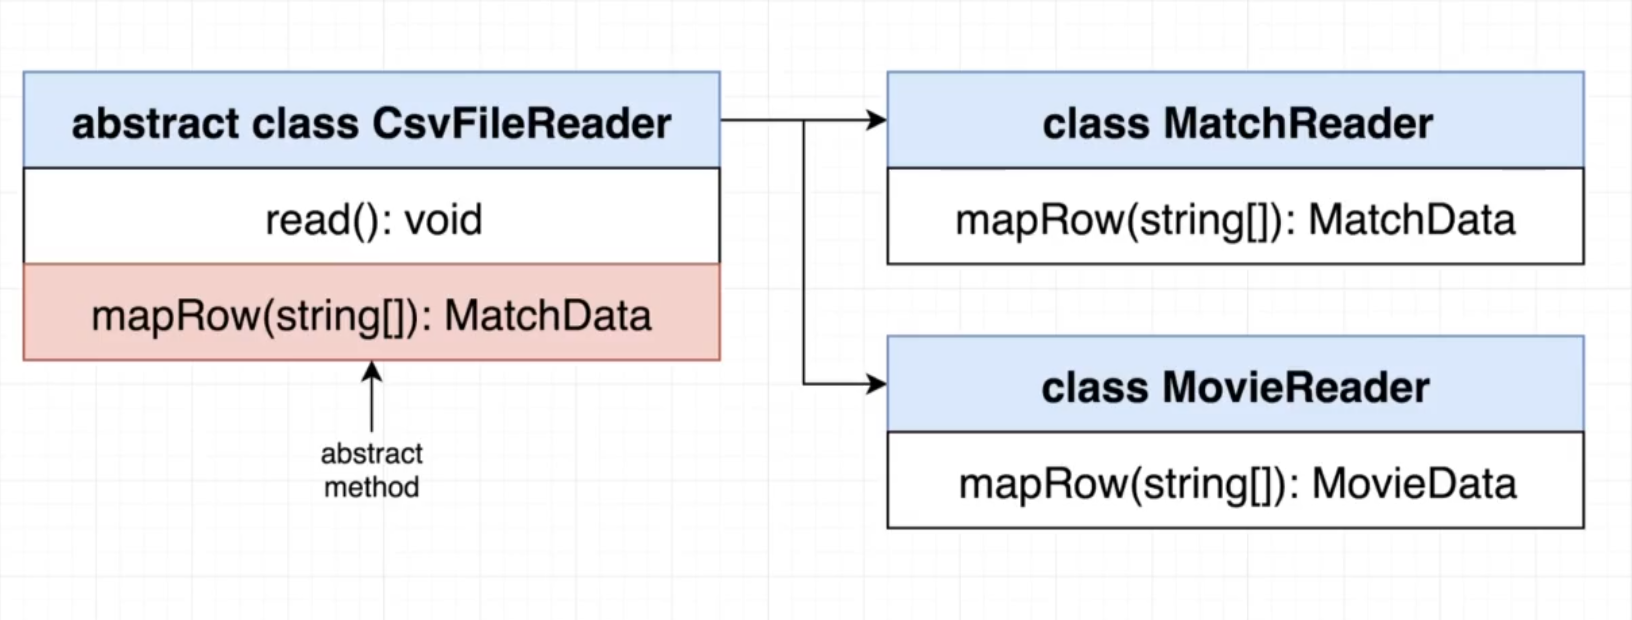 abstract class CsvFileReader
read(): void
mapRow(string[]): MatchData
abstract
method
class MatchReader
mapRow(string[]): MatchData
class MovieReader
mapRow(string[]): MovieData